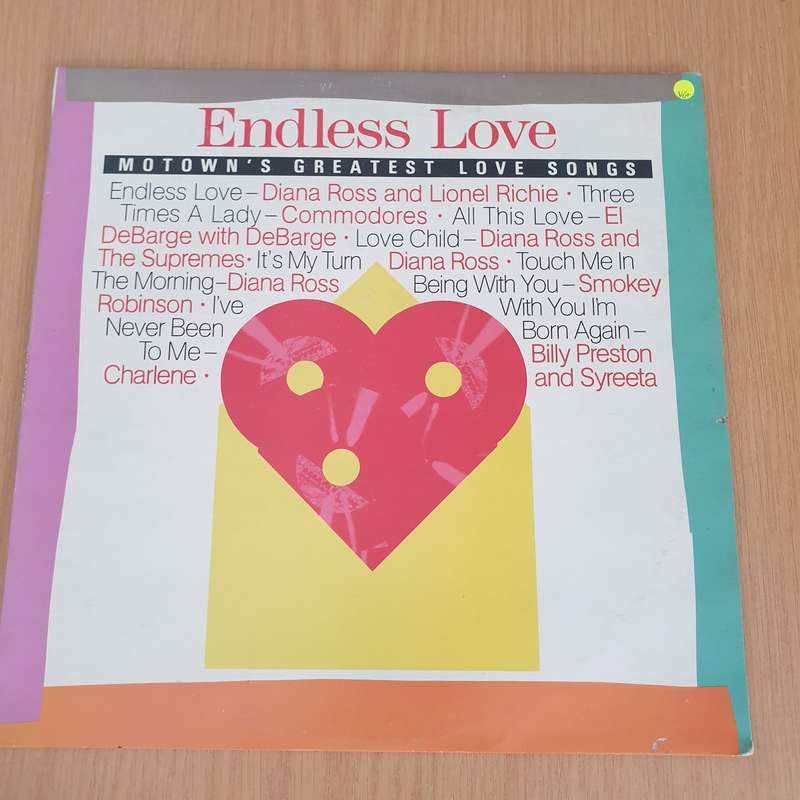 Endless Love
MOTOWN'S GREATEST LOVE SONGS
Endless Love – Diana Ross and Lionel Richie • Three
Times A Lady – Commodores • All This Love – El
DeBarge with DeBarge • Love Child – Diana Ross and
The Supremes • It's My Turn Diana Ross • Touch Me In
The Morning – Diana Ross Being With You – Smokey
Robinson • I've With You I'm
Never Been Born Again –
To Me – Billy Preston
Charlene • and Syreeta